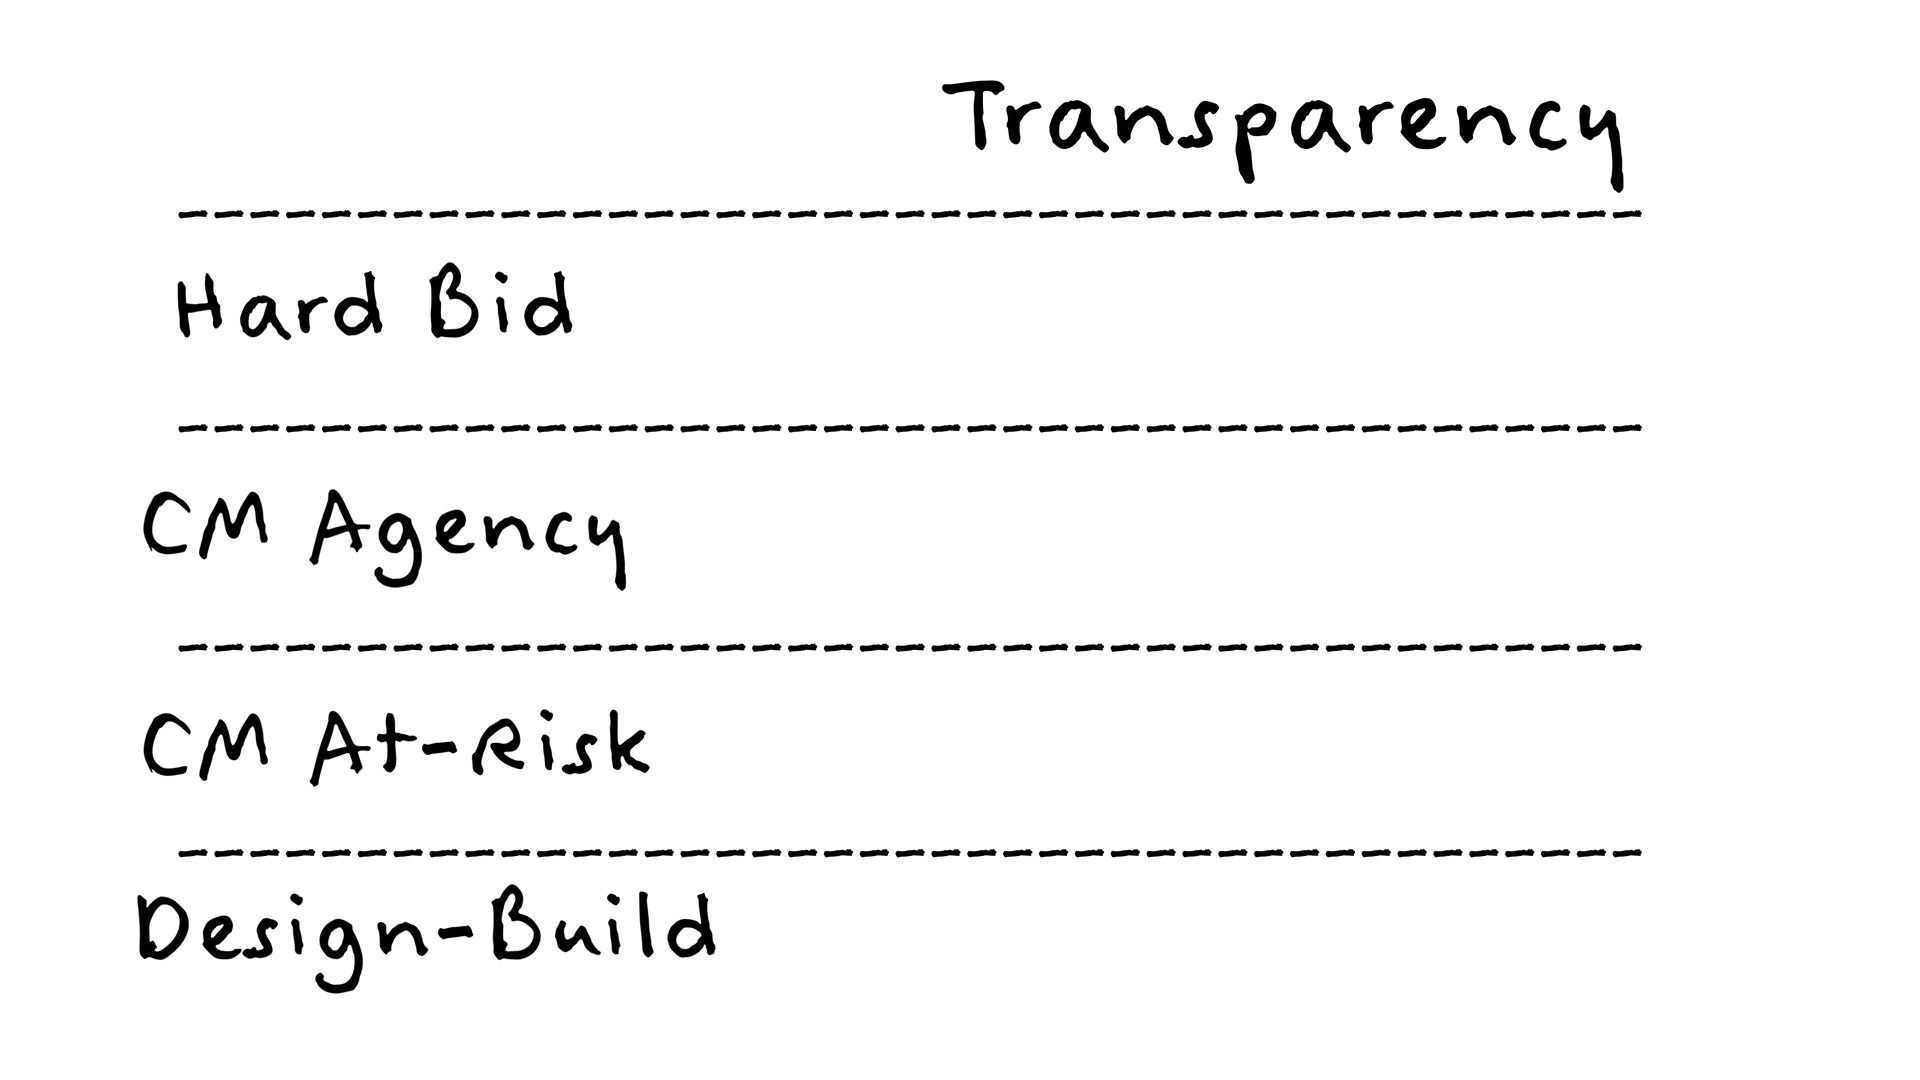 Transparency
Hard Bid
CM Agency
CM At-Risk
Design-Build